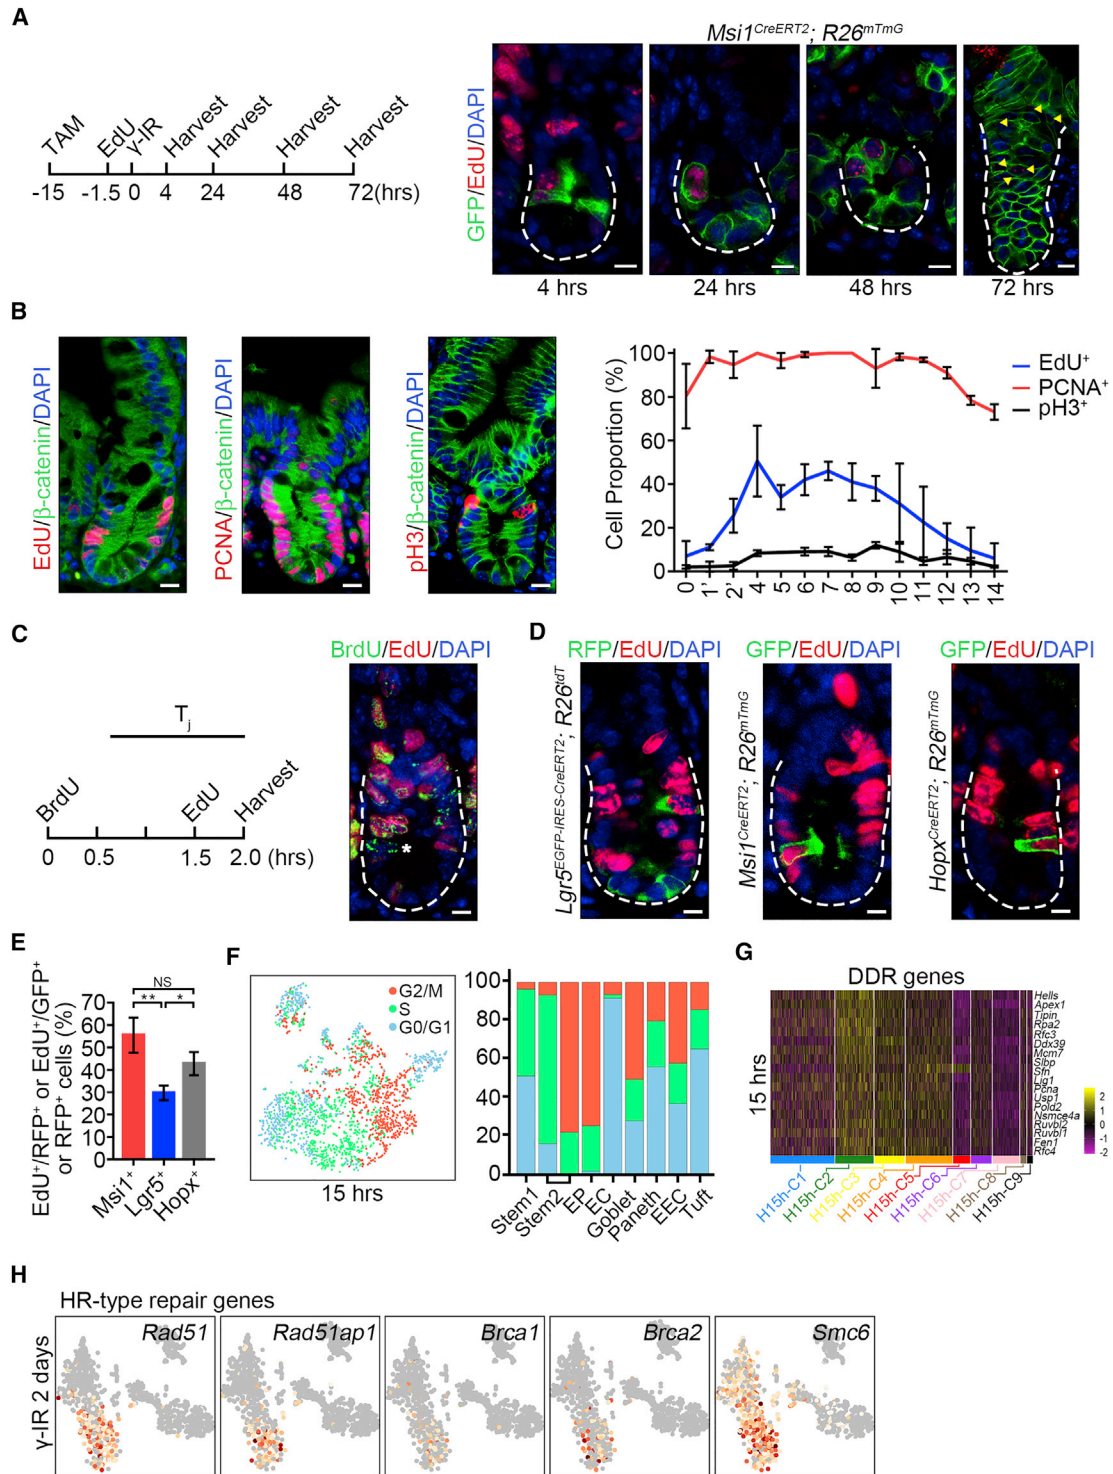 A
TAM
EdU
γ-IR
Harvest
Harvest
Harvest
Harvest
-15 -1.5 0 4 24 48 72(hrs)
Msi1CreERT2; R26mTmG
GFP/EdU/DAPI
4 hrs
24 hrs
48 hrs
72 hrs
B
EdU/β-catenin/DAPI
PCNA/β-catenin/DAPI
pH3/β-catenin/DAPI
Cell Proportion (%)
100
80
60
40
20
0
0 1' 2' 4 5 6 7 8 9 10 11 12 13 14
EdU+
PCNA+
pH3+
C
Tj
BrdU
EdU
Harvest
0 0.5 1.5 2.0 (hrs)
BrdU/EdU/DAPI
*
D
RFP/EdU/DAPI
Lgr5EGFP-IRES-CreERT2; R26tdT
GFP/EdU/DAPI
Msi1CreERT2; R26mTmG
GFP/EdU/DAPI
HopxCreERT2; R26mTmG
E
EdU+/RFP+ or EdU+/GFP+
or RFP+ cells (%)
NS
** *
70
60
50
40
30
20
10
0
Msi1+
Lgr5+
Hopx+
F
G2/M
S
G0/G1
15 hrs
100
80
60
40
20
0
Stem1
Stem2
EP
EC
Goblet
Paneth
EEC
Tuft
G
DDR genes
15 hrs
Hells
Apex1
Tipin
Rpa2
Rfc3
Ddx39
Mcm7
Slbp
Sfn
Lig1
Pcna
Usp1
Pold2
Nsmce4a
Ruvbl2
Ruvbl1
Fen1
Rfc4
2
1
0
-1
-2
H15h-C1
H15h-C2
H15h-C3
H15h-C4
H15h-C5
H15h-C6
H15h-C7
H15h-C8
H15h-C9
H
HR-type repair genes
γ-IR 2 days
Rad51
Rad51ap1
Brca1
Brca2
Smc6